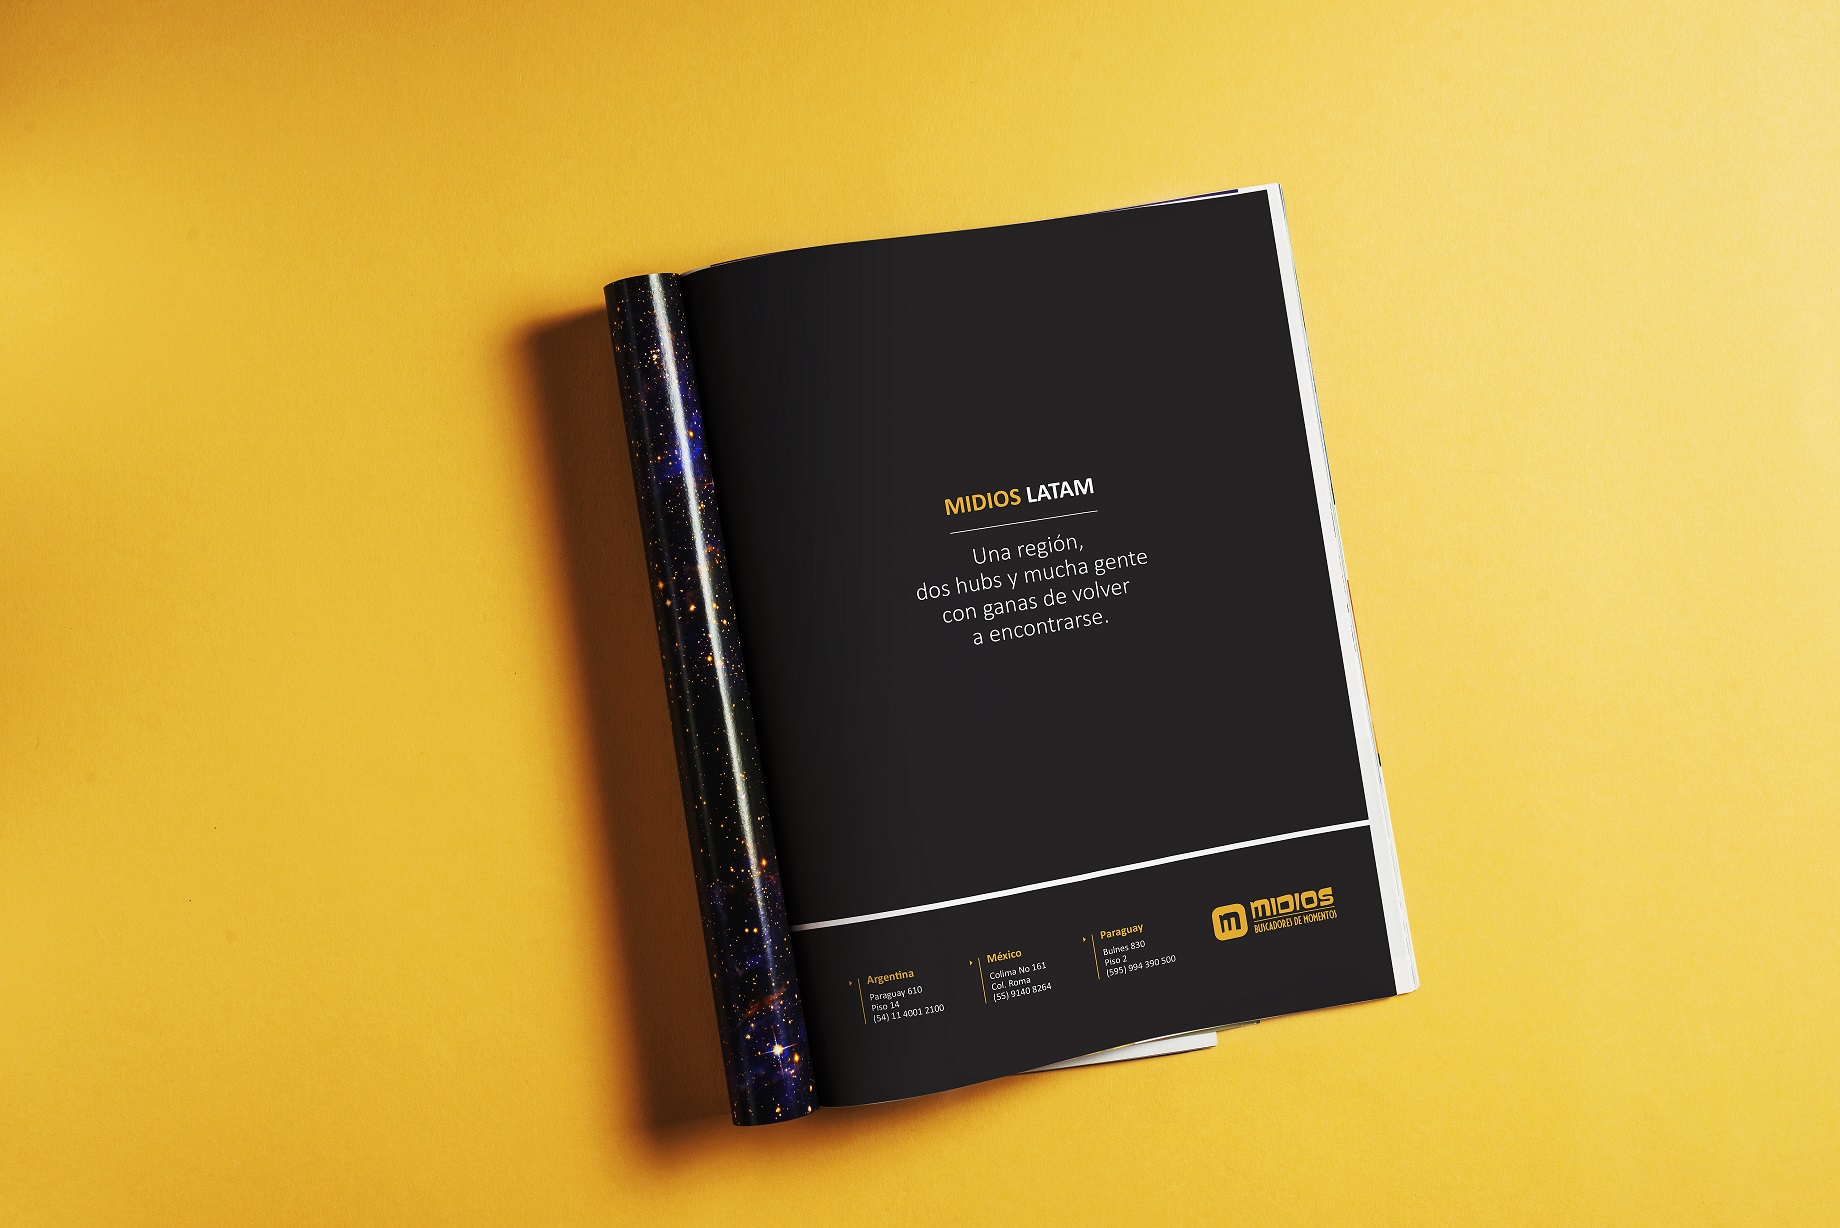 MIDIOS LATAM
Una región,
dos hubs y mucha gente
con ganas de volver
a encontrarse.
Argentina
Paraguay 610
Piso 14
(54) 11 4001 2100
México
Colima No 161
Col. Roma
(55) 9140 8264
Paraguay
Bulnes 830
Piso 2
(595) 994 390 500
m MIDIOS
BUSCADORES DE MOMENTOS